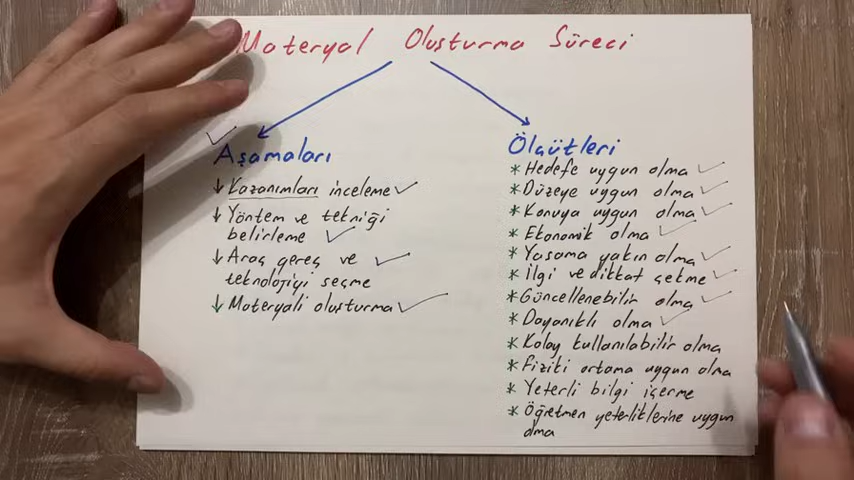 Materyal Oluşturma Süreci
Aşamaları
Kazanımları inceleme
Yöntem ve tekniği
belirleme
Araç gereç ve
teknolojiyi seçme
Materyali oluşturma
Ölçütleri
* Hedefe uygun olma
* Düzeye uygun olma
* Konuya uygun olma
* Ekonomik olma
* Yaşama yakın olma
* İlgi ve dikkat çekme
* Güncellenebilir olma
* Dayanıklı olma
* Kolay kullanılabilir olma
* Fiziki ortama uygun olma
* Yeterli bilgi içerme
* Öğretmen yeterliklerine uygun
olma